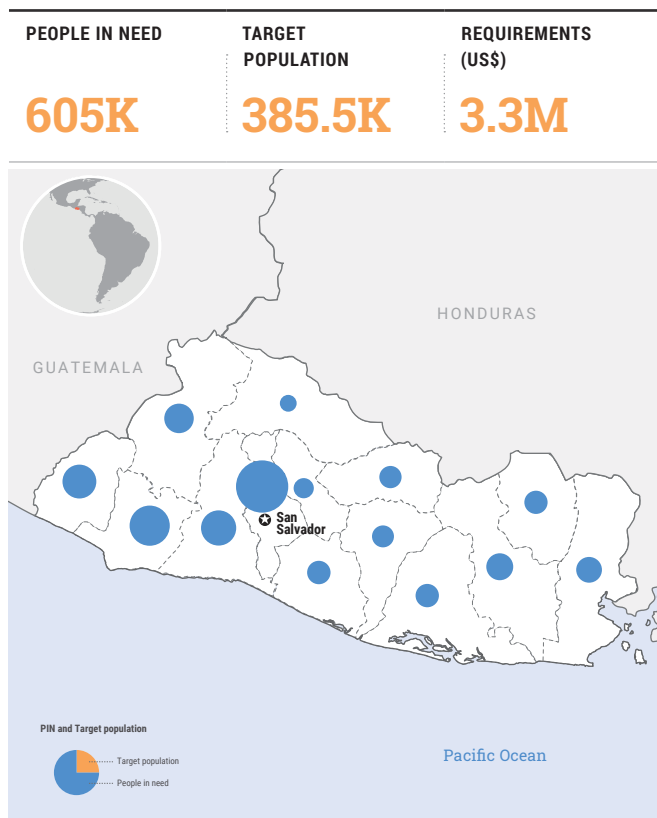 PEOPLE IN NEED
TARGET
POPULATION
REQUIREMENTS
(US$)
605K
385.5K
3.3M
HONDURAS
GUATEMALA
San
Salvador
PIN and Target population
Target population
People in need
Pacific Ocean